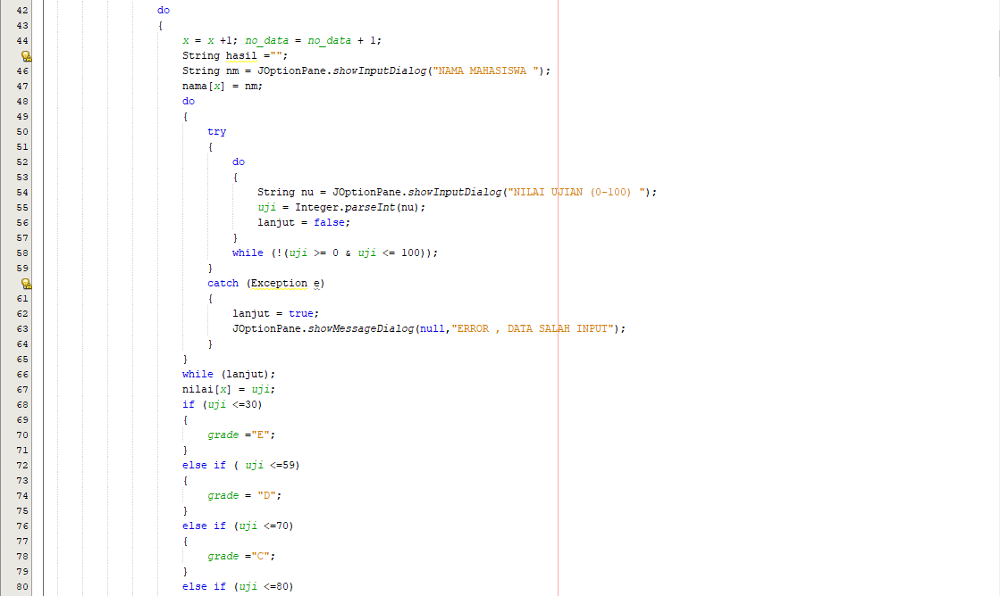 42 do
43 {
44 x = x +1; no_data = no_data + 1;
String hasil ="";
46 String nm = JOptionPane.showInputDialog("NAMA MAHASISWA ");
47 nama[x] = nm;
48 do
49 {
50 try
51 {
52 do
53 {
54 String nu = JOptionPane.showInputDialog("NILAI UJIAN (0-100) ");
55 uji = Integer.parseInt(nu);
56 lanjut = false;
57 }
58 while (!(uji >= 0 & uji <= 100));
59 }
catch (Exception e)
61 {
62 lanjut = true;
63 JOptionPane.showMessageDialog(null,"ERROR , DATA SALAH INPUT");
64 }
65 }
66 while (lanjut);
67 nilai[x] = uji;
68 if (uji <=30)
69 {
70 grade ="E";
71 }
72 else if ( uji <=59)
73 {
74 grade = "D";
75 }
76 else if (uji <=70)
77 {
78 grade ="C";
79 }
80 else if (uji <=80)